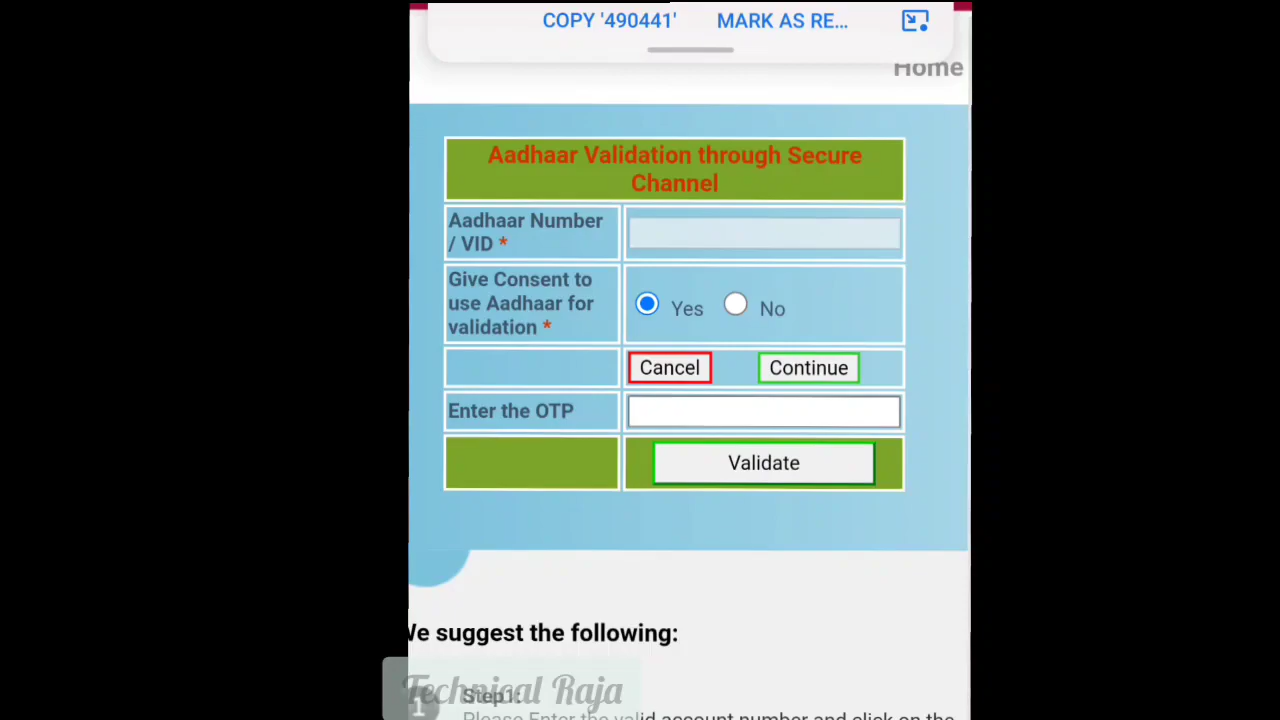 COPY '490441' MARK AS RE...
Home
Aadhaar Validation through Secure
Channel
Aadhaar Number
/ VID *
Give Consent to
use Aadhaar for
validation *
Yes No
Cancel Continue
Enter the OTP
Validate
We suggest the following:
Technical Raja
Step1:
Please Enter the valid account number and click on the